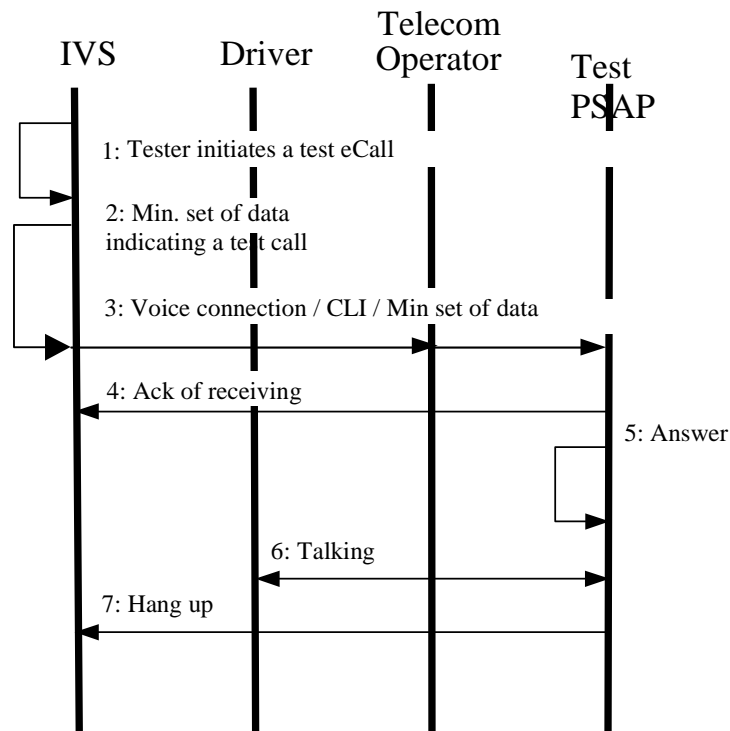 IVS
Driver
Telecom
Operator
Test
PSAP
1: Tester initiates a test eCall
2: Min. set of data
indicating a test call
3: Voice connection / CLI / Min set of data
4: Ack of receiving
5: Answer
6: Talking
7: Hang up